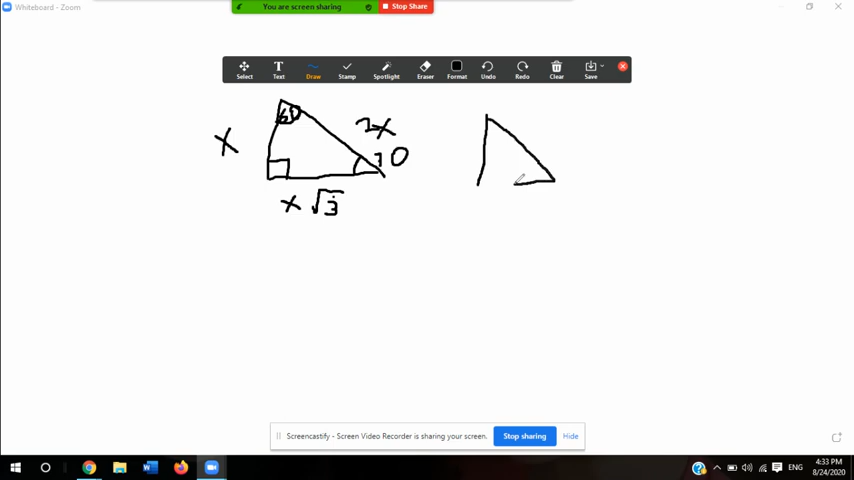 Whiteboard - Zoom
You are screen sharing
Stop Share
Select
Text
Draw
Stamp
Spotlight
Eraser
Format
Undo
Redo
Clear
Save
60
x
2x
30
x √3
Screencastify - Screen Video Recorder is sharing your screen.
Stop sharing
Hide
ENG
4:33 PM
8/24/2020